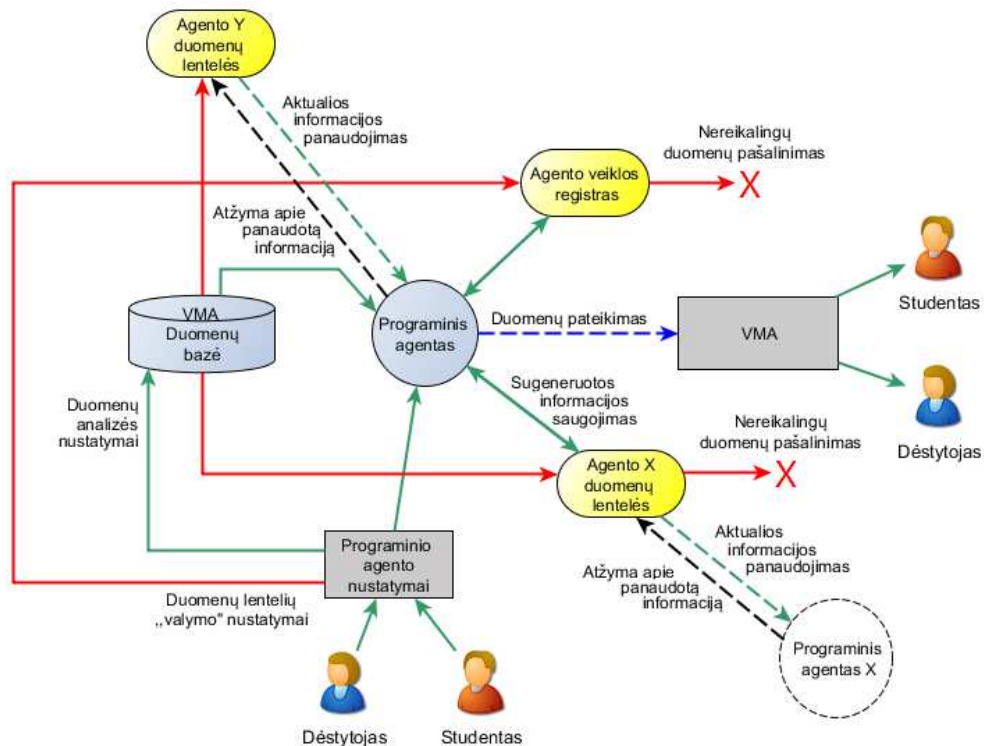 Agento Y
duomenų
lentelės
Aktualios
informacijos
panaudojimas
Nereikalingų
duomenų pašalinimas
X
Agento veiklos
registras
Atžyma apie
panaudotą
informaciją
Studentas
VMA
Duomenų
bazė
Programinis
agentas
Duomenų pateikimas
VMA
Sugeneruotos
informacijos
saugojimas
Duomenų
analizės
nustatymai
Dėstytojas
Nereikalingų
duomenų pašalinimas
X
Agento X
duomenų
lentelės
Aktualios
informacijos
panaudojimas
Programinio
agento
nustatymai
Atžyma apie
panaudotą
informaciją
Duomenų lentelių
,,valymo" nustatymai
Programinis
agentas X
Dėstytojas
Studentas